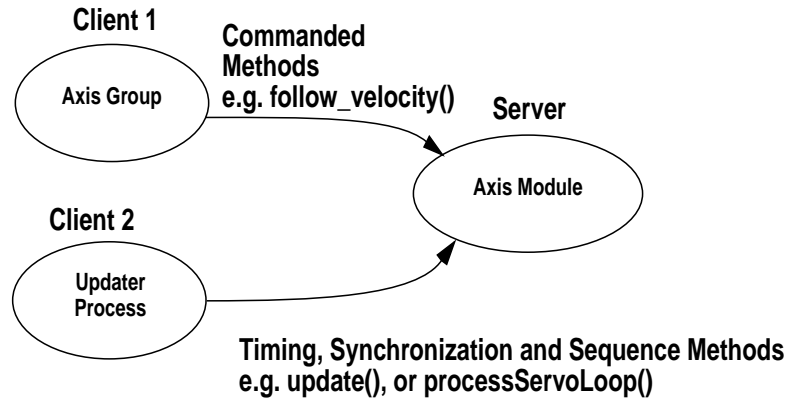 Client 1
Axis Group
Commanded
Methods
e.g. follow_velocity()
Server
Axis Module
Client 2
Updater
Process
Timing, Synchronization and Sequence Methods
e.g. update(), or processServoLoop()